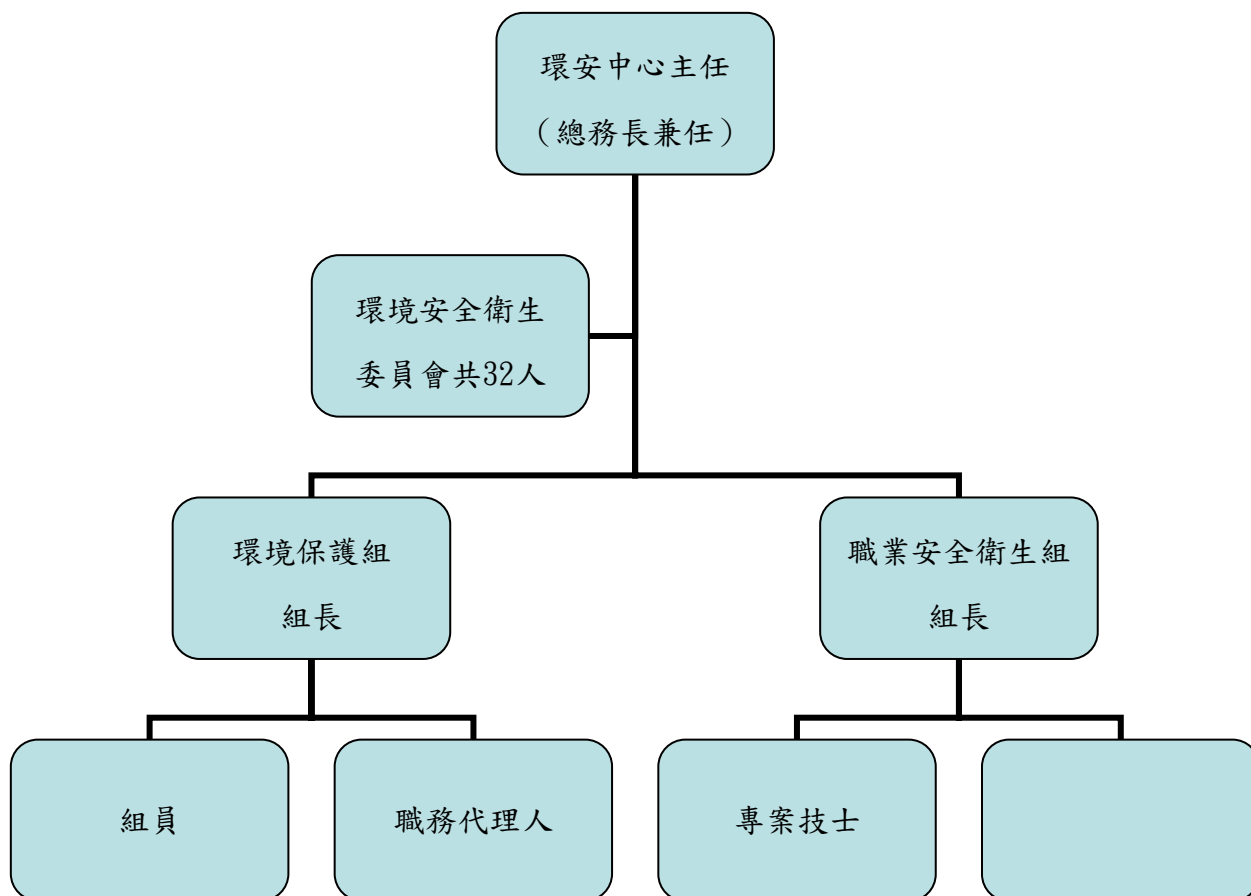 環安中心主任
（總務長兼任）
環境安全衛生
委員會共32人
環境保護組
組長
職業安全衛生組
組長
組員
職務代理人
專案技士